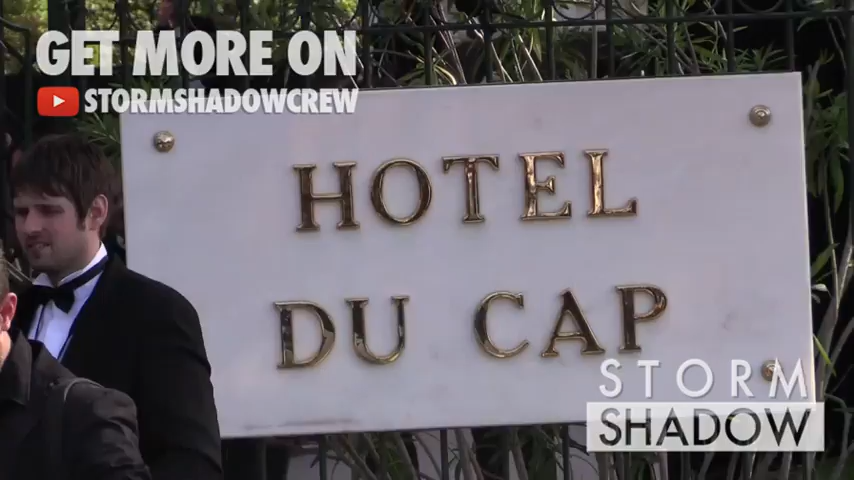 GET MORE ON
STORMSHADOWCREW
HOTEL
DU CAP
STORM
SHADOW